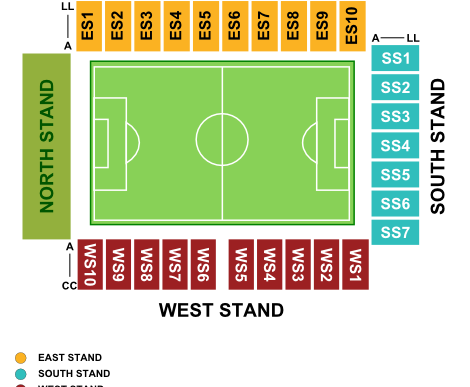 LL
A
ES1 ES2 ES3 ES4 ES5 ES6 ES7 ES8 ES9 ES10
A LL
SS1
SS2
SS3
SS4
SS5
SS6
SS7
NORTH STAND
SOUTH STAND
A
CC
WS10 WS9 WS8 WS7 WS6 WS5 WS4 WS3 WS2 WS1
WEST STAND
EAST STAND
SOUTH STAND
WEST STAND